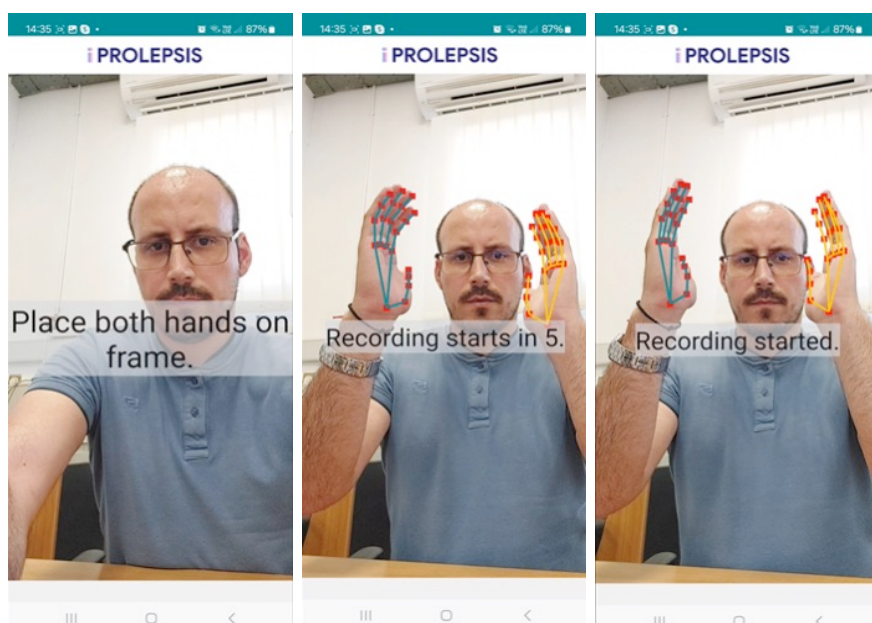 14:35
87%
iPROLEPSIS
Place both hands on
frame.
14:35
87%
iPROLEPSIS
Recording starts in 5.
14:35
87%
iPROLEPSIS
Recording started.